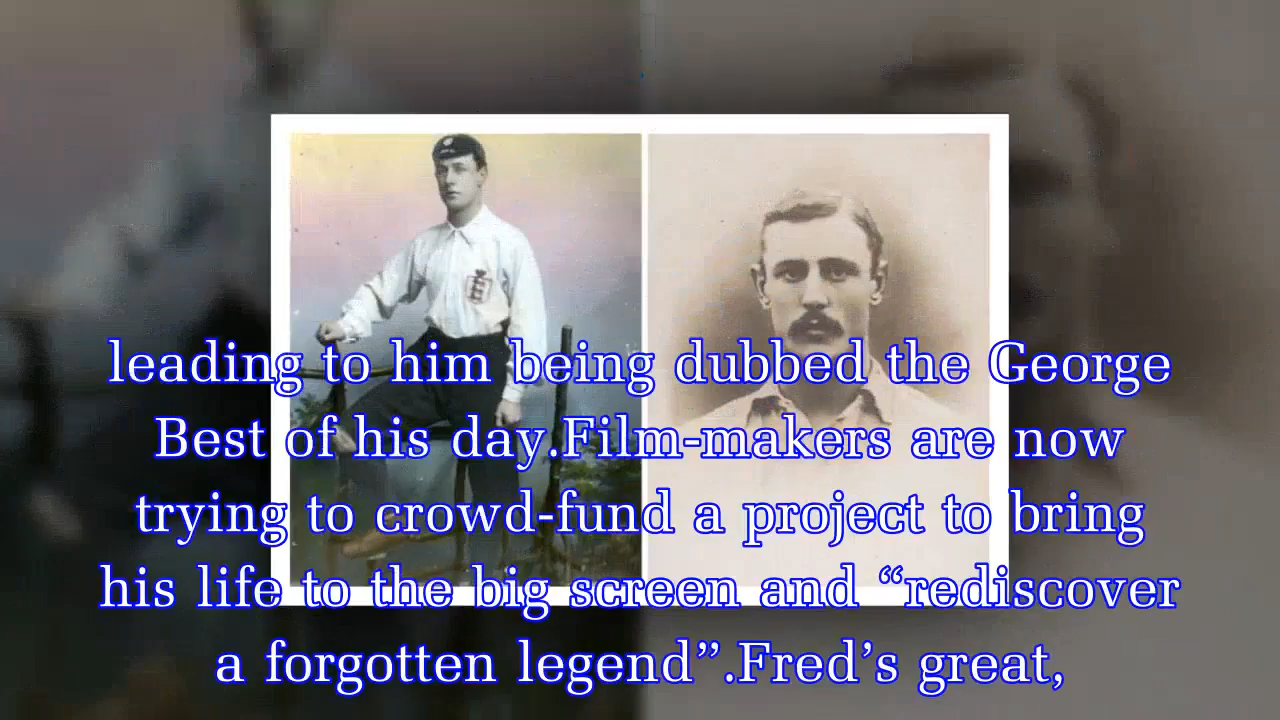 leading to him being dubbed the George
Best of his day.Film-makers are now
trying to crowd-fund a project to bring
his life to the big screen and “rediscover
a forgotten legend”.Fred’s great,